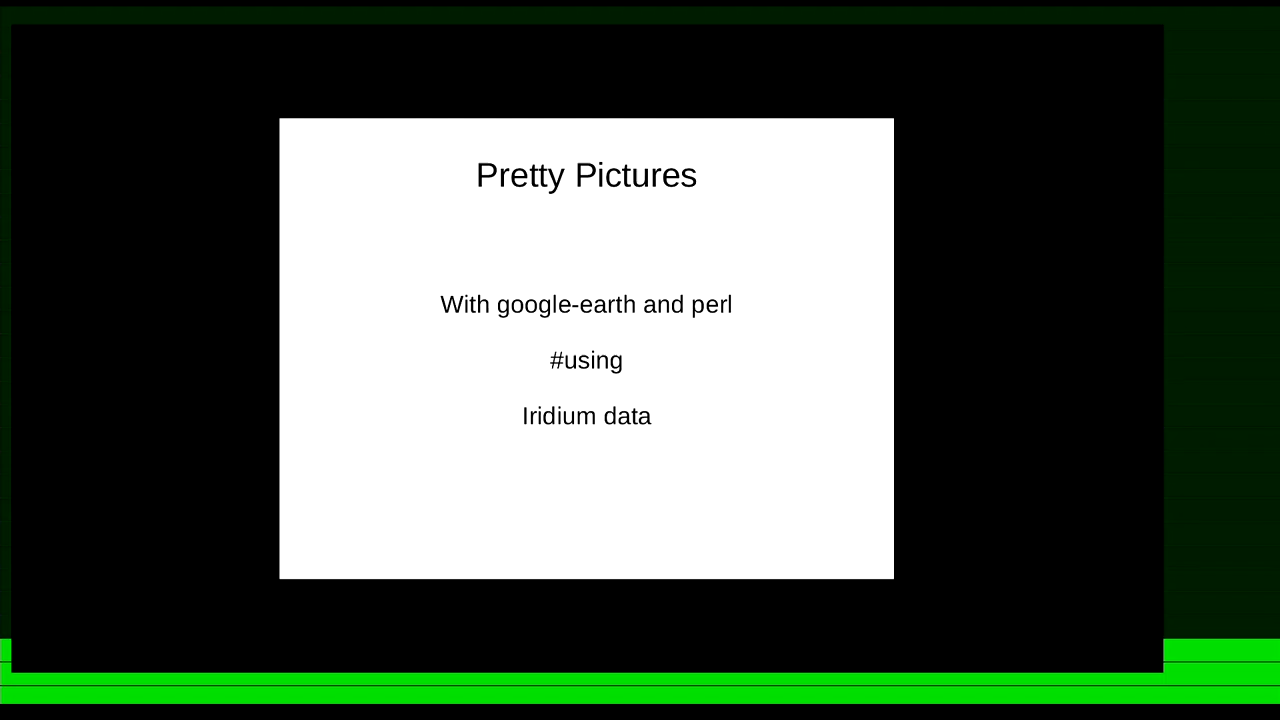 Pretty Pictures
With google-earth and perl
#using
Iridium data